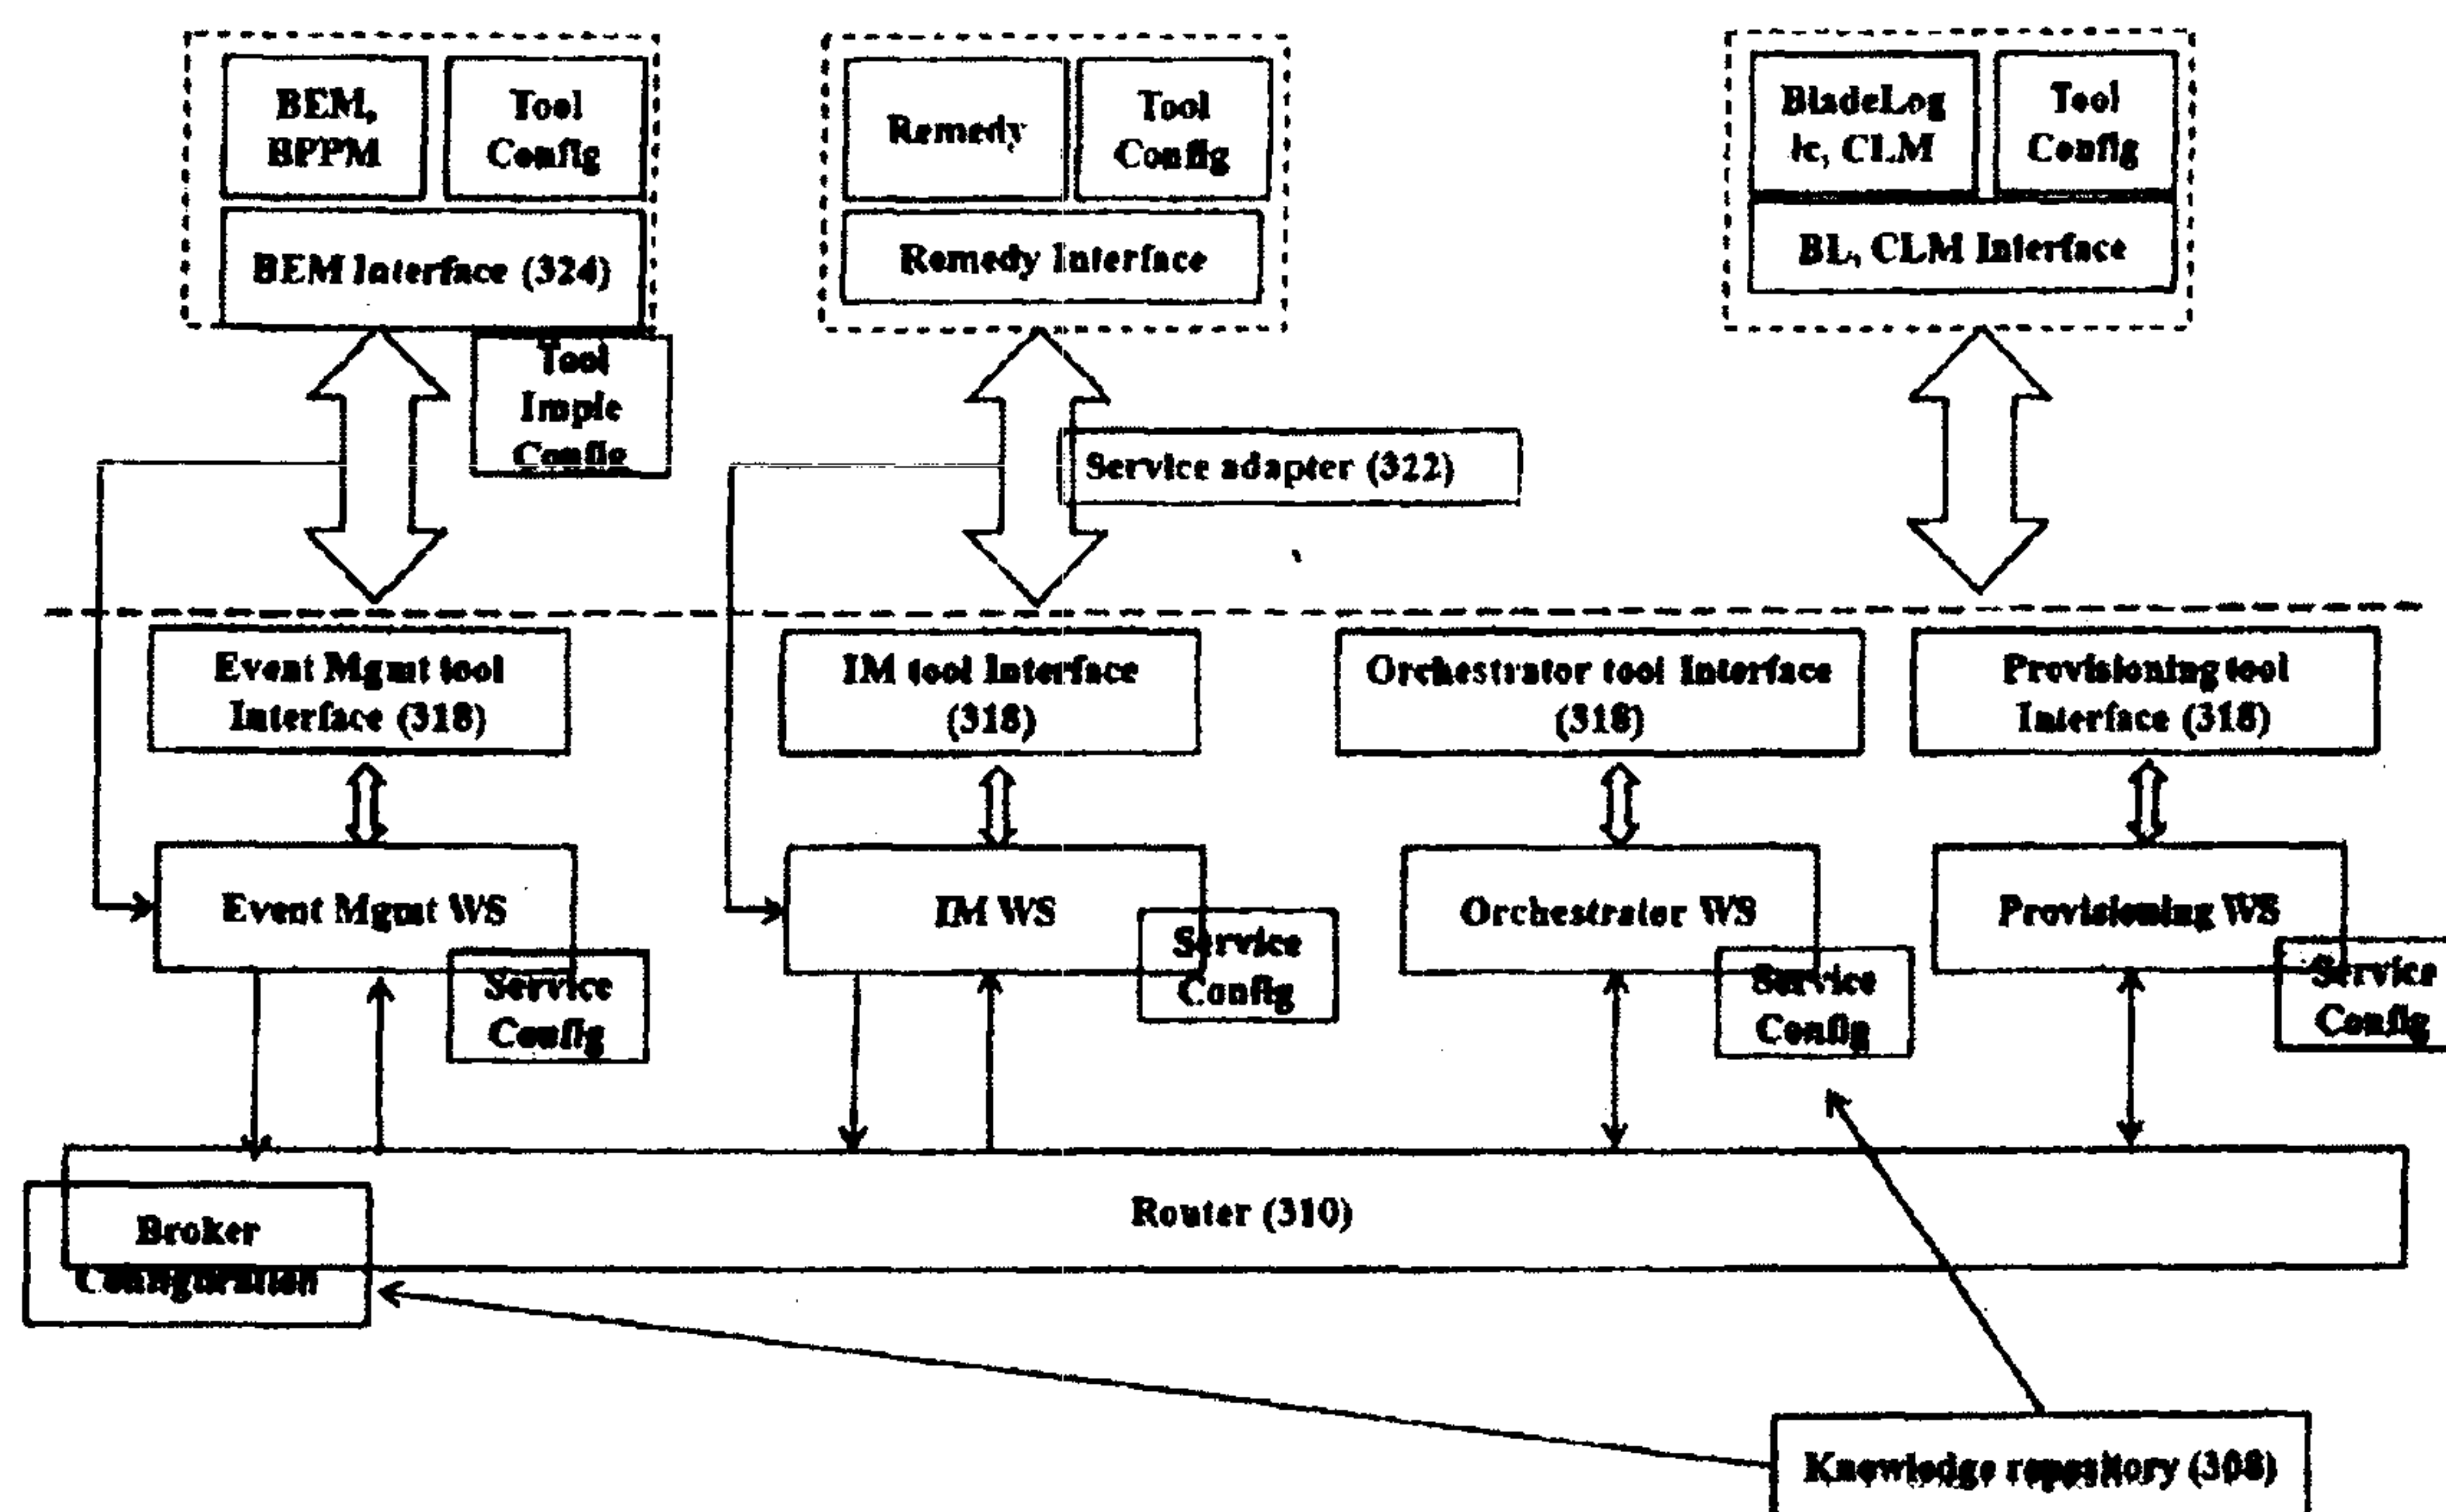 BEM,
BPPM
Tool
Config
BEM Interface (324)
Remedy
Tool
Config
Remedy Interface
BladeLog
ic, CLM
Tool
Config
BL, CLM Interface
Tool
Imple
Config
Service adapter (322)
Event Mgmt tool
Interface (318)
IM tool Interface
(318)
Orchestrator tool Interface
(318)
Provisioning tool
Interface (318)
Event Mgmt WS
Service
Config
IM WS
Service
Config
Orchestrator WS
Service
Config
Provisioning WS
Service
Config
Router (310)
Broker
Configuration
Knowledge repository (308)